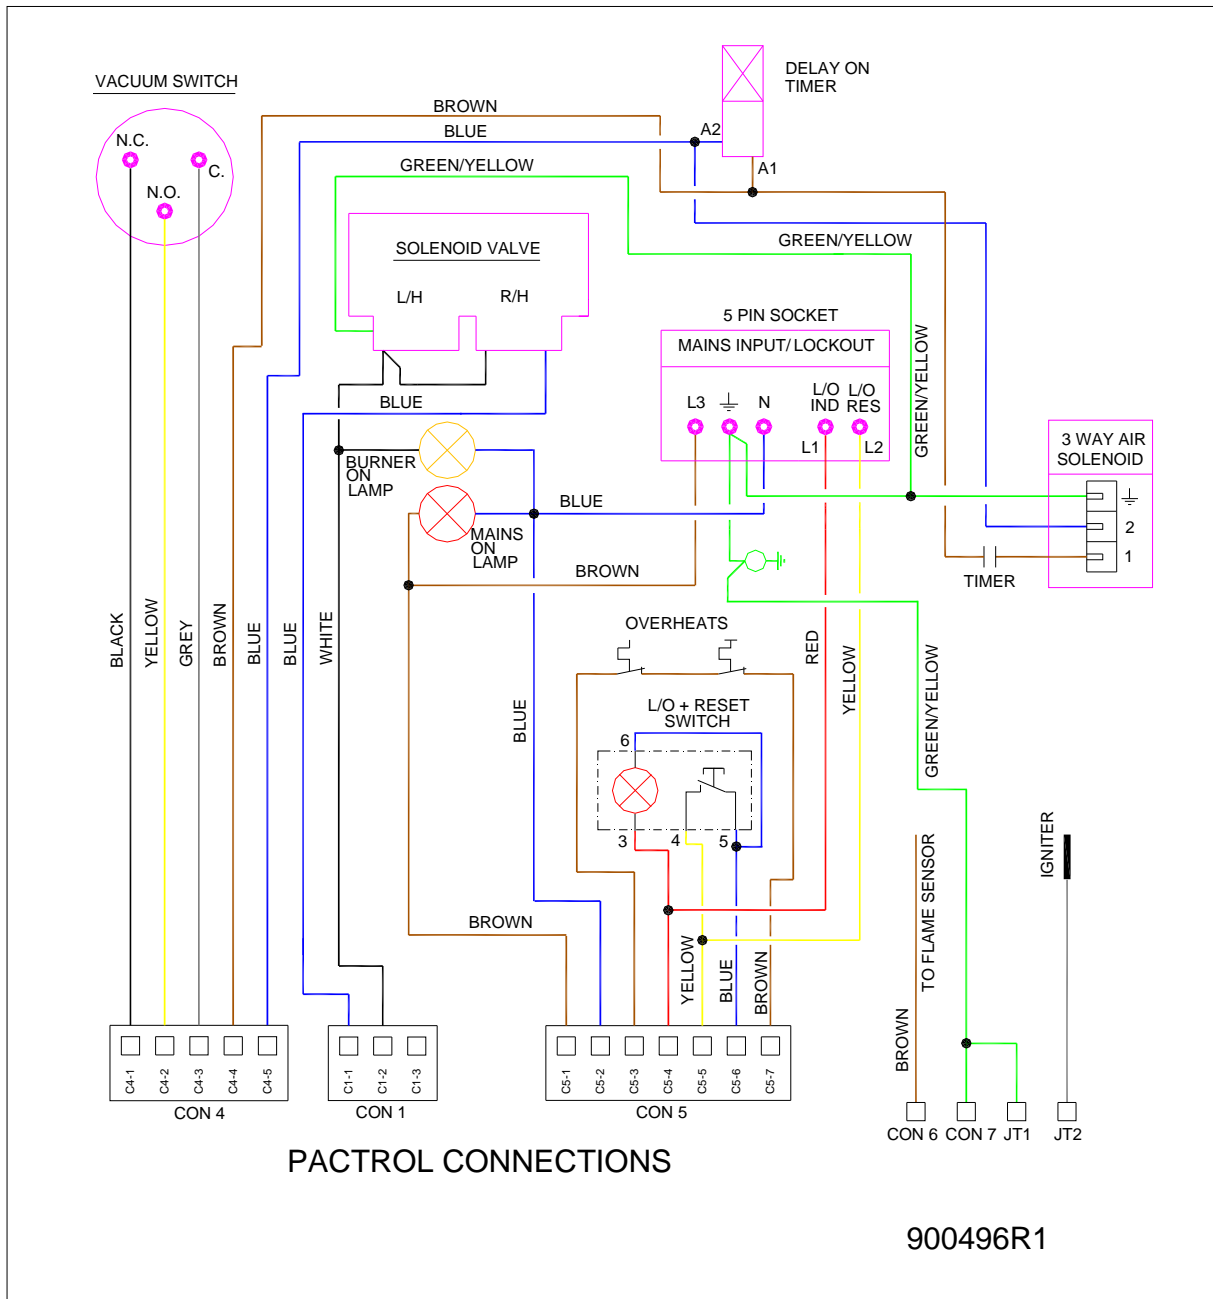 VACUUM SWITCH
N.C.
C.
N.O.
BROWN
BLUE
GREEN/YELLOW
DELAY ON
TIMER
A2
A1
GREEN/YELLOW
SOLENOID VALVE
L/H
R/H
5 PIN SOCKET
MAINS INPUT/LOCKOUT
L3
N
L/O
IND
L/O
RES
L1
L2
GREEN/YELLOW
3 WAY AIR
SOLENOID
2
1
TIMER
BLUE
BURNER
ON
LAMP
BLUE
MAINS
ON
LAMP
BROWN
BLACK
YELLOW
GREY
BROWN
BLUE
BLUE
WHITE
BLUE
OVERHEATS
RED
YELLOW
GREEN/YELLOW
L/O + RESET
SWITCH
6
3
4
5
BROWN
YELLOW
BLUE
BROWN
BROWN
TO FLAME SENSOR
IGNITER
C4-1
C4-2
C4-3
C4-4
C4-5
CON 4
C1-1
C1-2
C1-3
CON 1
C5-1
C5-2
C5-3
C5-4
C5-5
C5-6
C5-7
CON 5
CON 6
CON 7
JT1
JT2
PACTROL CONNECTIONS
900496R1